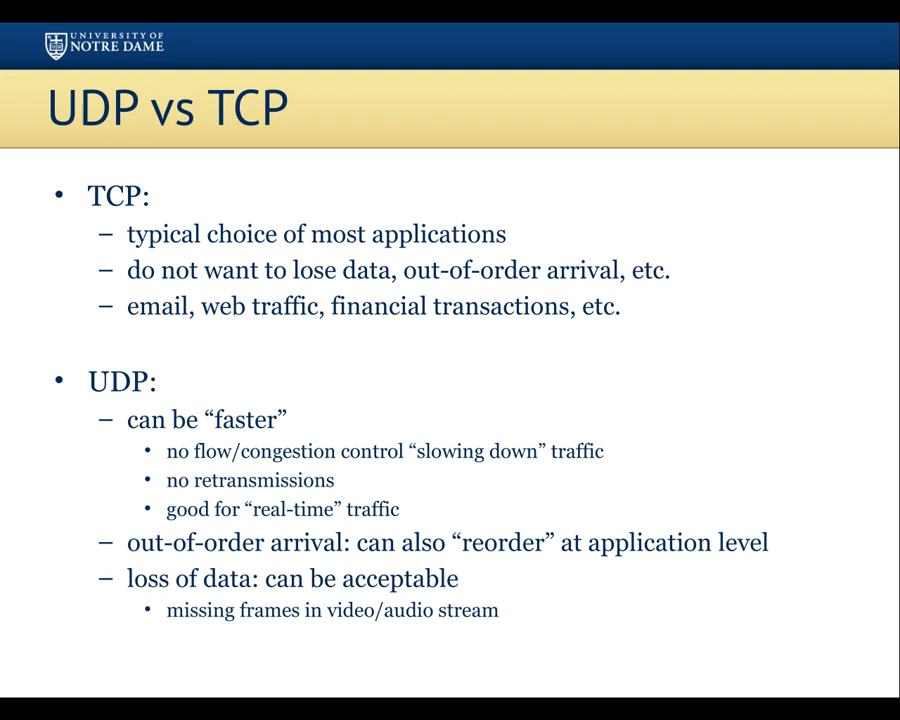 UNIVERSITY OF
NOTRE DAME
UDP vs TCP
• TCP:
– typical choice of most applications
– do not want to lose data, out-of-order arrival, etc.
– email, web traffic, financial transactions, etc.
• UDP:
– can be “faster”
• no flow/congestion control “slowing down” traffic
• no retransmissions
• good for “real-time” traffic
– out-of-order arrival: can also “reorder” at application level
– loss of data: can be acceptable
• missing frames in video/audio stream